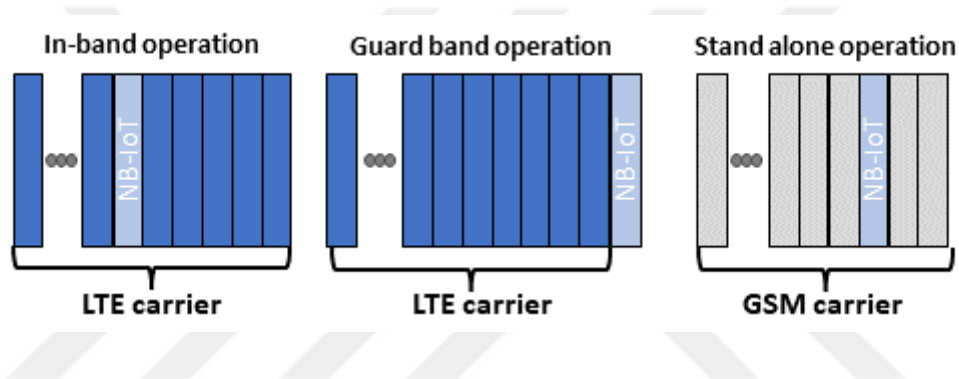 In-band operation
Guard band operation
Stand alone operation
NB-IoT
NB-IoT
NB-IoT
LTE carrier
LTE carrier
GSM carrier